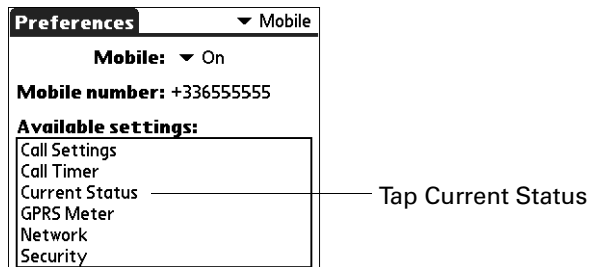 Preferences ▼ Mobile
Mobile: ▼ On
Mobile number: +336555555
Available settings:
Call Settings
Call Timer
Current Status
Tap Current Status
GPRS Meter
Network
Security